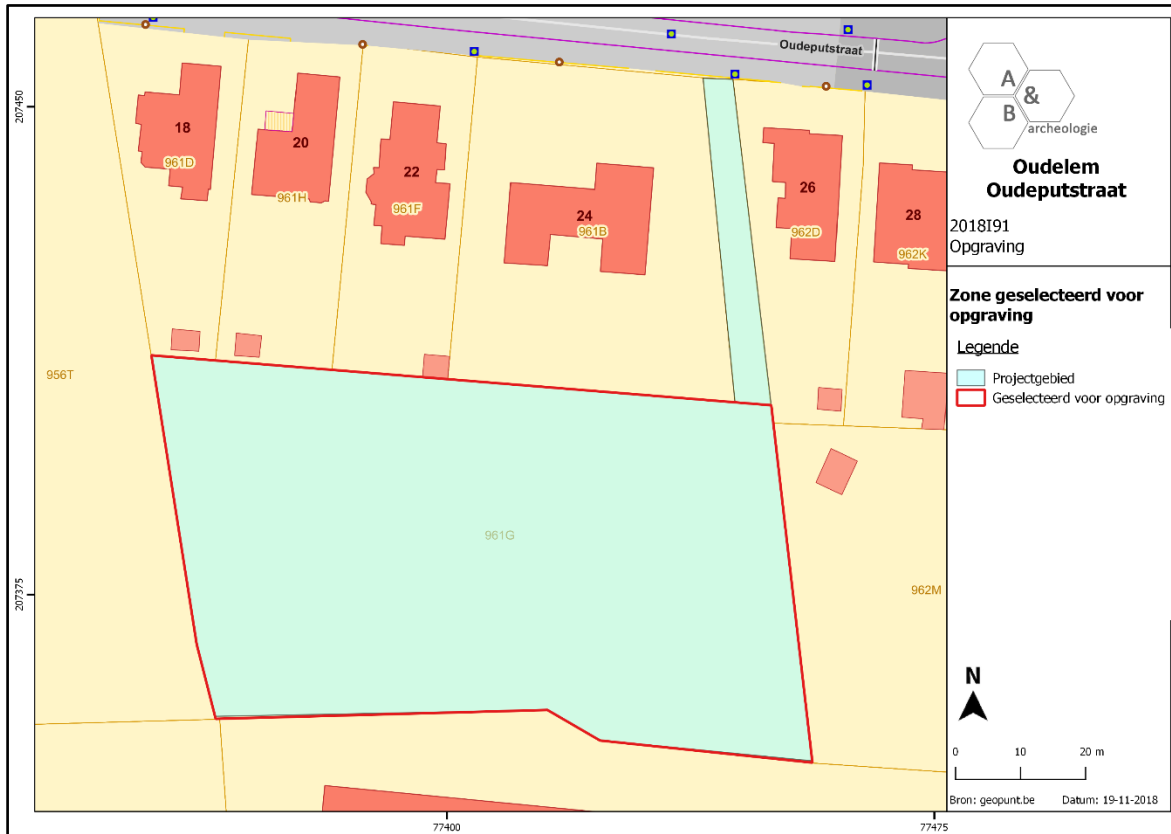 Oudeputstraat
207450
18
961D
20
961H
22
961F
24
961B
26
962D
28
962K
956T
961G
207375
962M
77400
77475
A
&
B
archeologie
Oudelem
Oudeputstraat
2018I91
Opgraving
Zone geselecteerd voor
opgraving
Legende
Projectgebied
Geselecteerd voor opgraving
N
0 10 20 m
Bron: geopunt.be Datum: 19-11-2018